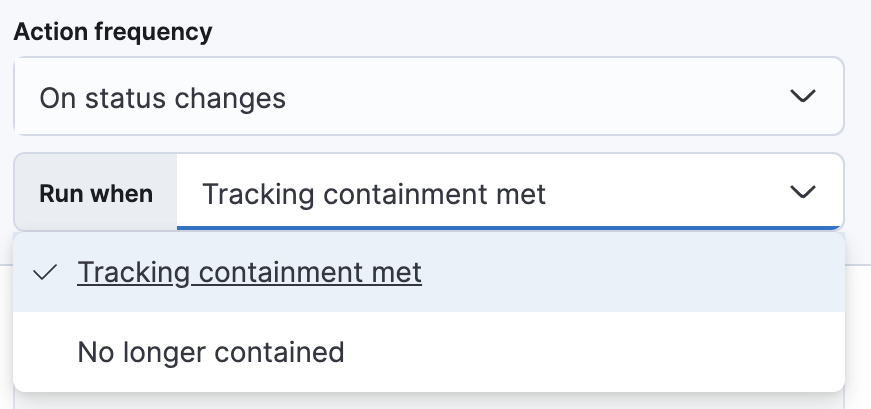 Action frequency
On status changes
Run when
Tracking containment met
Tracking containment met
No longer contained